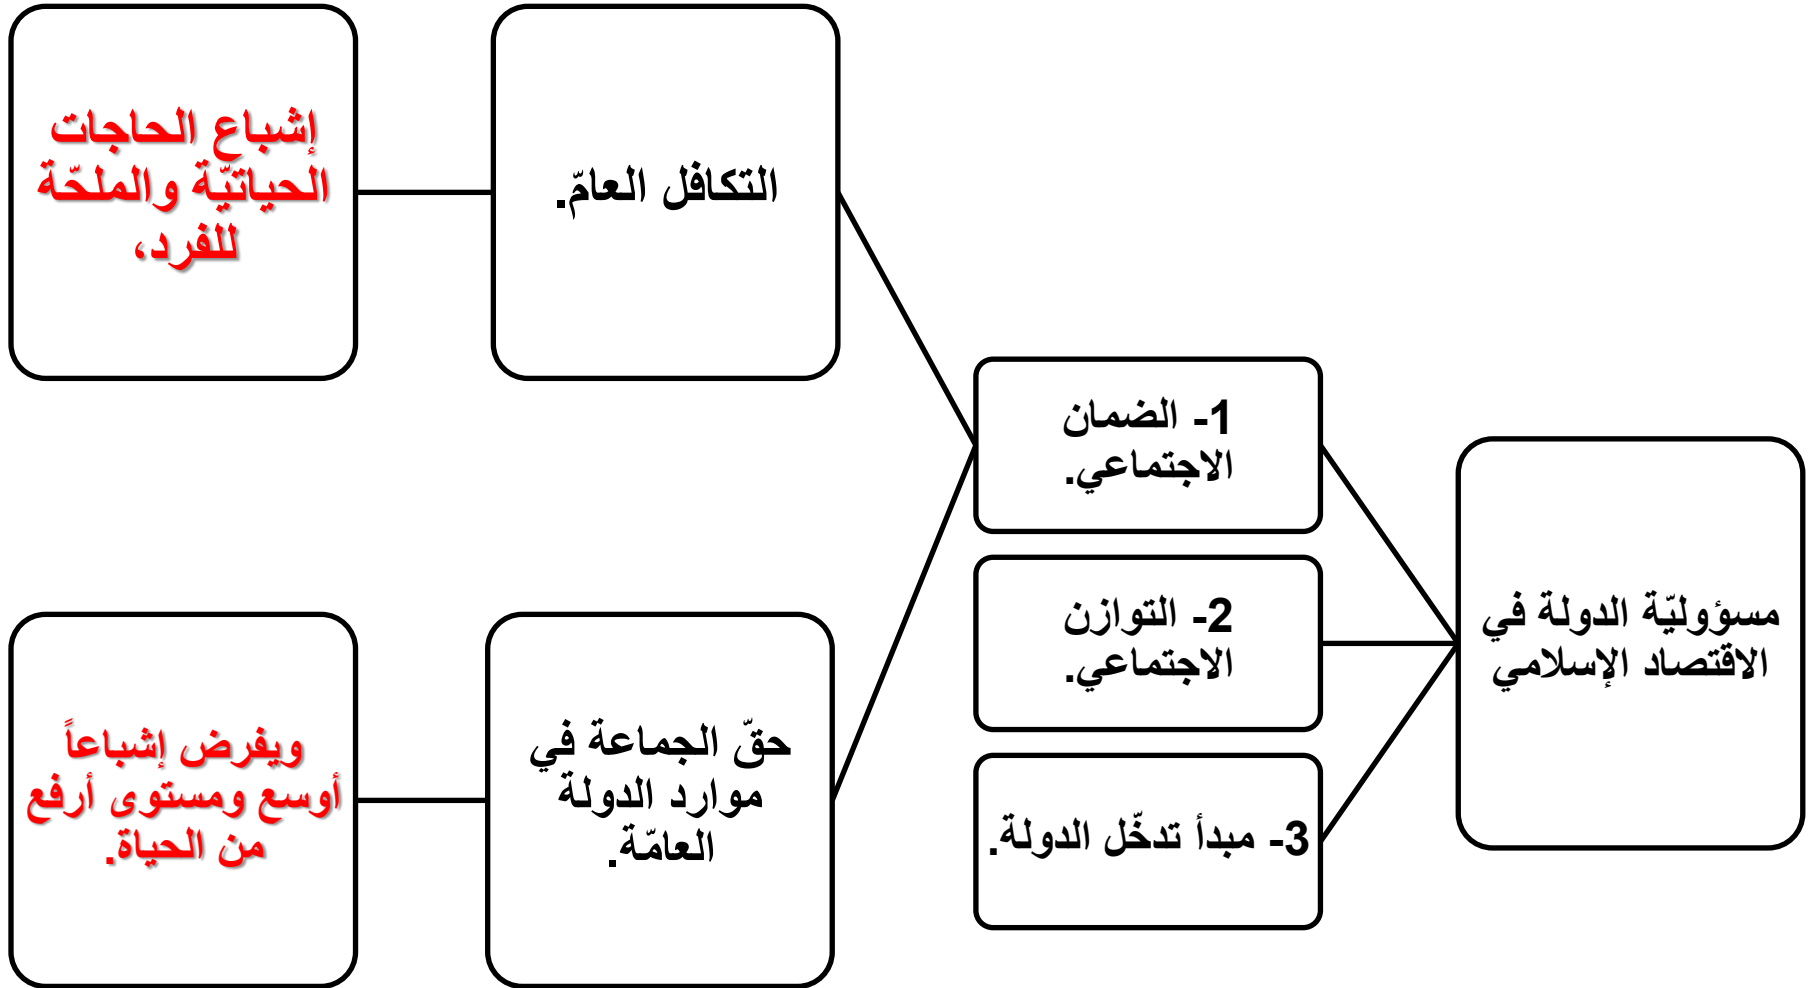 مسؤوليّة الدولة في
الاقتصاد الإسلامي
1- الضمان
الاجتماعي.
التكافل العامّ.
إشباع الحاجات
الحياتيّة والملحّة
للفرد،
حقّ الجماعة في
موارد الدولة
العامّة.
ويفرض إشباعاً
أوسع ومستوى أرفع
من الحياة.
2- التوازن
الاجتماعي.
3- مبدأ تدخّل الدولة.